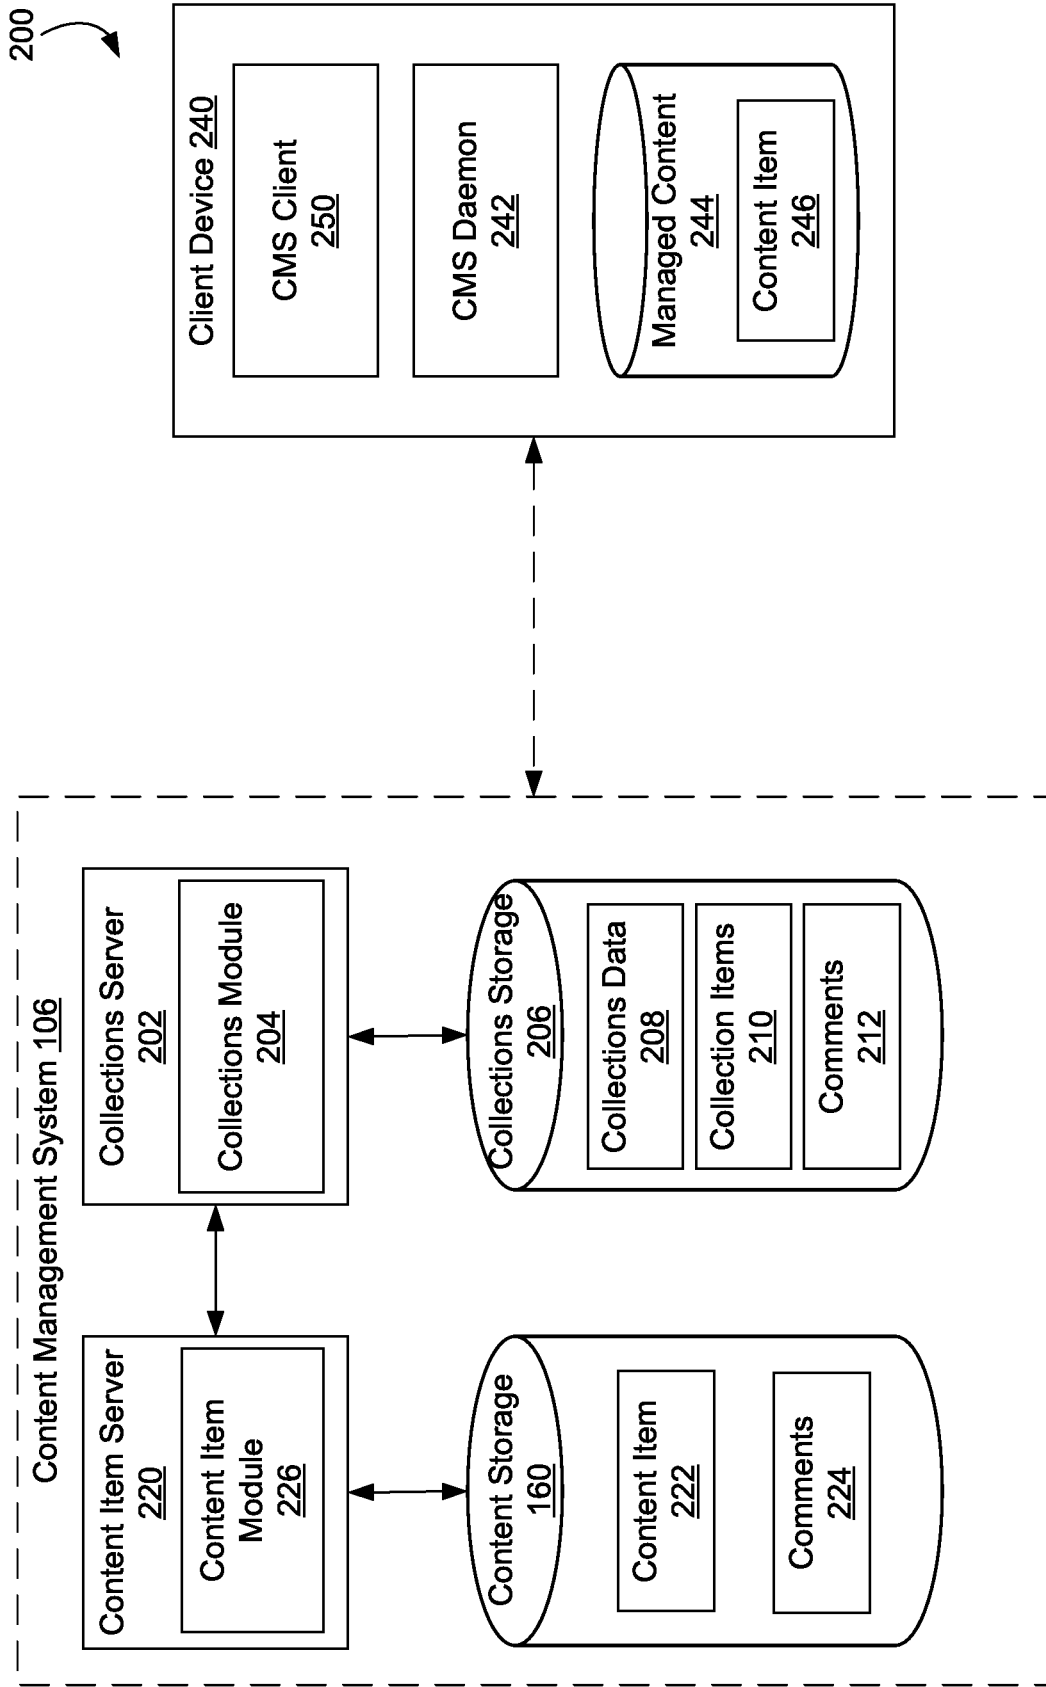 200
Content Management System 106
Content Item Server
220
Content Item
Module
226
Collections Server
202
Collections Module
204
Content Storage
160
Content Item
222
Comments
224
Collections Storage
206
Collections Data
208
Collection Items
210
Comments
212
Client Device 240
CMS Client
250
CMS Daemon
242
Managed Content
244
Content Item
246